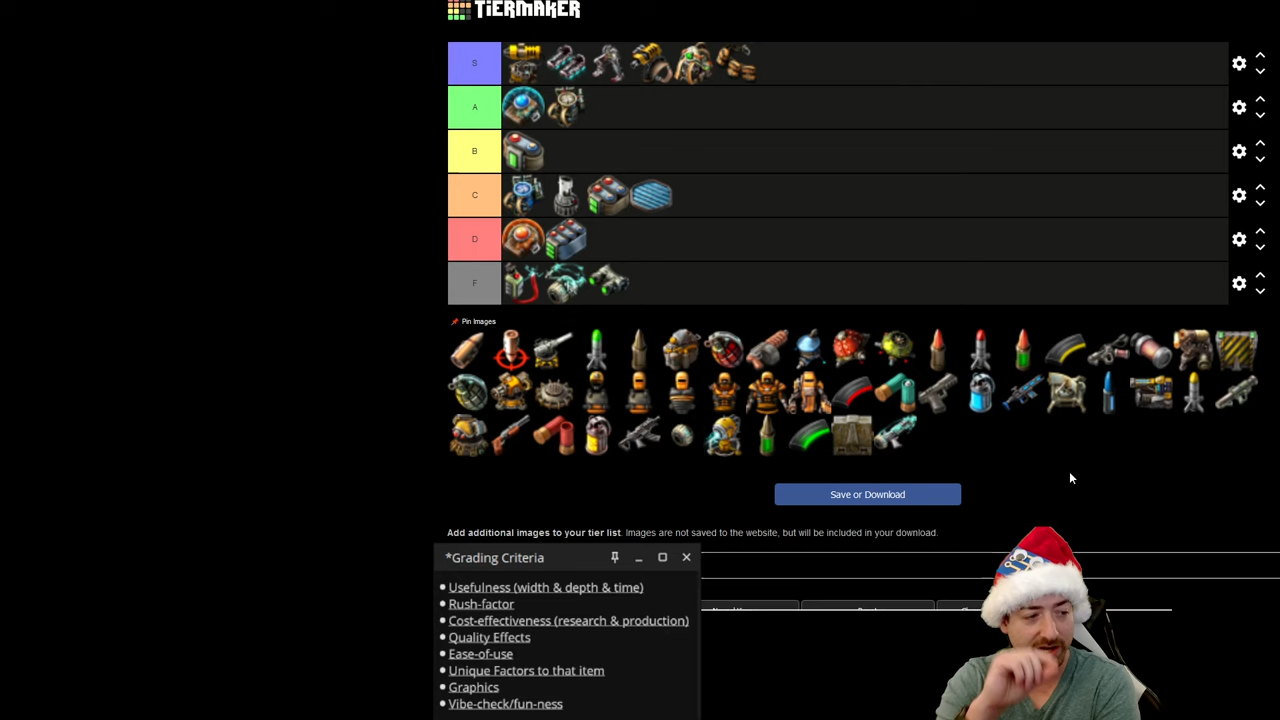 TIERMAKER
S
A
B
C
D
F
Pin Images
Save or Download
Add additional images to your tier list. Images are not saved to the website, but will be included in your download.
*Grading Criteria
Usefulness (width & depth & time)
Rush-factor
Cost-effectiveness (research & production)
Quality Effects
Ease-of-use
Unique Factors to that item
Graphics
Vibe-check/fun-ness